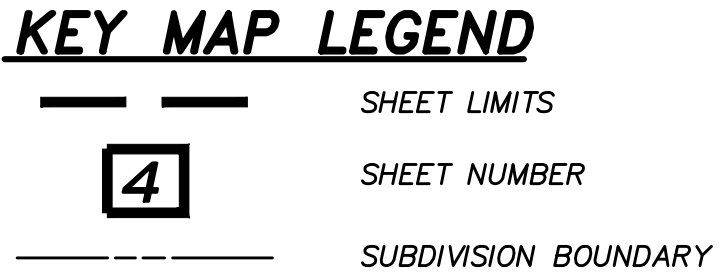 KEY MAP LEGEND
SHEET LIMITS
4 SHEET NUMBER
SUBDIVISION BOUNDARY